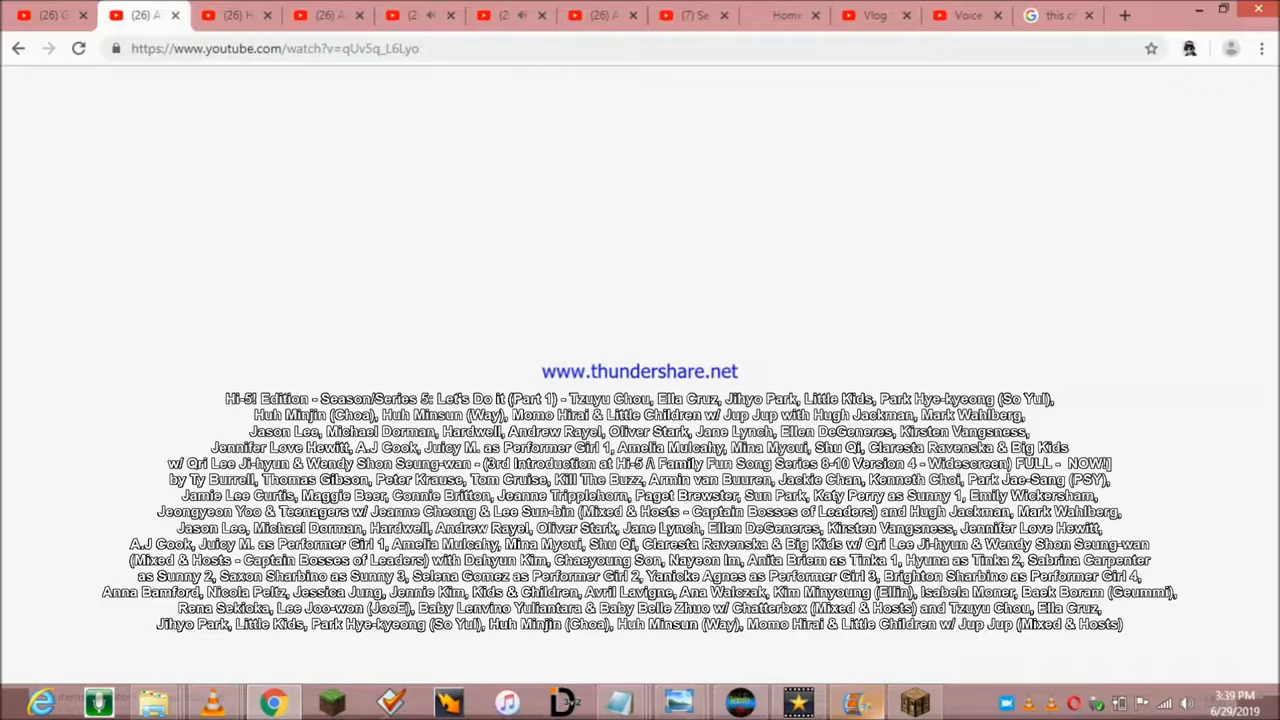 (26) G
(26) A
(26) H
(26) A
(2
(2
(26) A
(7) Se
Home
Vlog
Voice
this c
https://www.youtube.com/watch?v=qUv5q_L6Lyo
www.thundershare.net
Hi-5! Edition - Season/Series 5: Let's Do it (Part 1) - Tzuyu Chou, Ella Cruz, Jihyo Park, Little Kids, Park Hye-kyeong (So Yul),
Huh Minjin (Choa), Huh Minsun (Way), Momo Hirai & Little Children w/ Jup Jup with Hugh Jackman, Mark Wahlberg,
Jason Lee, Michael Dorman, Hardwell, Andrew Rayel, Oliver Stark, Jane Lynch, Ellen DeGeneres, Kirsten Vangsness,
Jennifer Love Hewitt, A.J Cook, Juicy M. as Performer Girl 1, Amelia Mulcahy, Mina Myoui, Shu Qi, Claresta Ravenska & Big Kids
w/ Qri Lee Ji-hyun & Wendy Shon Seung-wan - (3rd Introduction at Hi-5 /\ Family Fun Song Series 8-10 Version 4 - Widescreen) FULL - NOW!]
by Ty Burrell, Thomas Gibson, Peter Krause, Tom Cruise, Kill The Buzz, Armin van Buuren, Jackie Chan, Kenneth Choi, Park Jae-Sang (PSY),
Jamie Lee Curtis, Maggie Beer, Connie Britton, Jeanne Tripplehorn, Paget Brewster, Sun Park, Katy Perry as Sunny 1, Emily Wickersham,
Jeongyeon Yoo & Teenagers w/ Jeanne Cheong & Lee Sun-bin (Mixed & Hosts - Captain Bosses of Leaders) and Hugh Jackman, Mark Wahlberg,
Jason Lee, Michael Dorman, Hardwell, Andrew Rayel, Oliver Stark, Jane Lynch, Ellen DeGeneres, Kirsten Vangsness, Jennifer Love Hewitt,
A.J Cook, Juicy M. as Performer Girl 1, Amelia Mulcahy, Mina Myoui, Shu Qi, Claresta Ravenska & Big Kids w/ Qri Lee Ji-hyun & Wendy Shon Seung-wan
(Mixed & Hosts - Captain Bosses of Leaders) with Dahyun Kim, Chaeyoung Son, Nayeon Im, Anita Briem as Tinka 1, Hyuna as Tinka 2, Sabrina Carpenter
as Sunny 2, Saxon Sharbino as Sunny 3, Selena Gomez as Performer Girl 2, Yanicke Agnes as Performer Girl 3, Brighton Sharbino as Performer Girl 4,
Anna Bamford, Nicola Peltz, Jessica Jung, Jennie Kim, Kids & Children, Avril Lavigne, Ana Walczak, Kim Minyoung (Ellin), Isabela Moner, Baek Boram (Geummi),
Rena Sekioka, Lee Joo-won (JooE), Baby Lenvino Yuliantara & Baby Belle Zhuo w/ Chatterbox (Mixed & Hosts) and Tzuyu Chou, Ella Cruz,
Jihyo Park, Little Kids, Park Hye-kyeong (So Yul), Huh Minjin (Choa), Huh Minsun (Way), Momo Hirai & Little Children w/ Jup Jup (Mixed & Hosts)
3:39 PM
6/29/2019